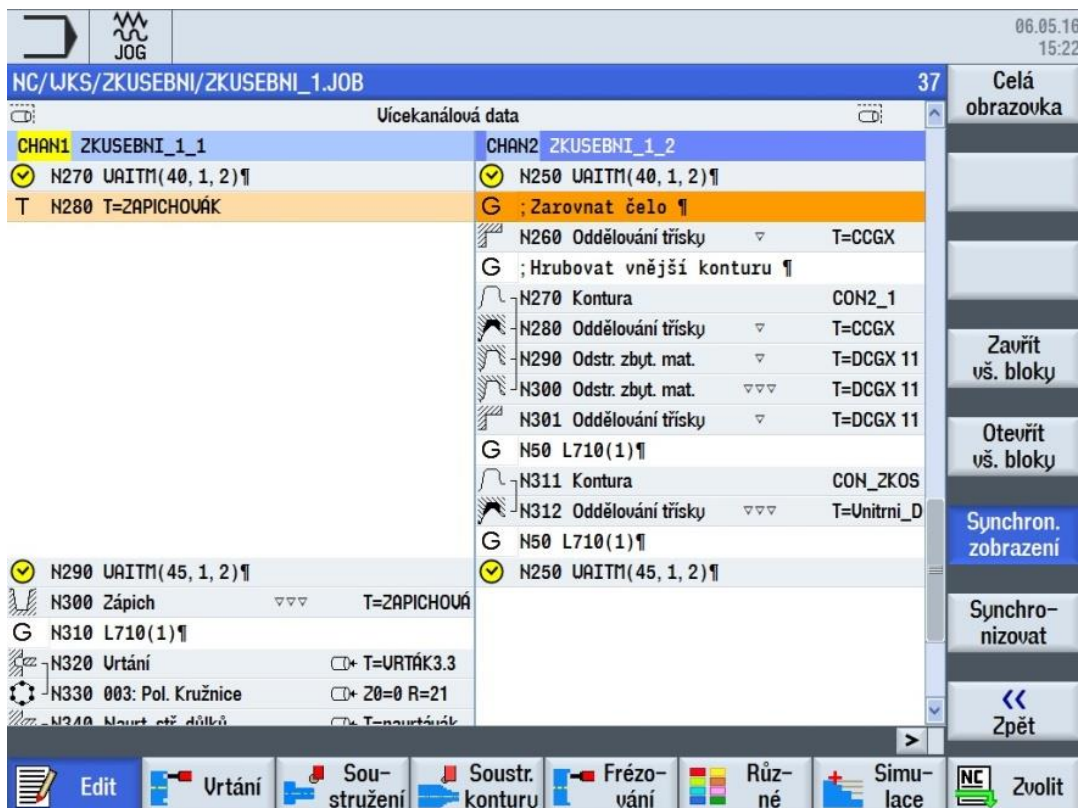 JOG
06.05.16
15:22
NC/WKS/ZKUSEBNI/ZKUSEBNI_1.JOB 37
Vícekanálová data
CHAN1 ZKUSEBNI_1_1
N270 WAITM(40,1,2)¶
T N280 T=ZAPICHOVÁK
N290 WAITM(45,1,2)¶
N300 Zápich ▽▽▽ T=ZAPICHOVÁ
G N310 L710(1)¶
N320 Vrtání T=VRTÁK3.3
N330 003: Pol. Kružnice Z0=0 R=21
N340 Navrt. stř. důlků T=navrtávák
CHAN2 ZKUSEBNI_1_2
N250 WAITM(40,1,2)¶
G ;Zarovnat čelo ¶
N260 Oddělování třísky ▽ T=CCGX
G ;Hrubovat vnější konturu ¶
N270 Kontura CON2_1
N280 Oddělování třísky ▽ T=CCGX
N290 Odstr. zbyt. mat. ▽ T=DCGX 11
N300 Odstr. zbyt. mat. ▽▽▽ T=DCGX 11
N301 Oddělování třísky ▽ T=DCGX 11
G N50 L710(1)¶
N311 Kontura CON_ZKOS
N312 Oddělování třísky ▽▽▽ T=Vnitrni_D
G N50 L710(1)¶
N250 WAITM(45,1,2)¶
Celá
obrazovka
Zavřít
vš. bloky
Otevřít
vš. bloky
Synchron.
zobrazení
Synchro-
nizovat
«
Zpět
>
Edit
Vrtání
Sou-
stružení
Soustr.
konturu
Frézo-
vání
Růz-
né
Simu-
lace
NC
Zvolit